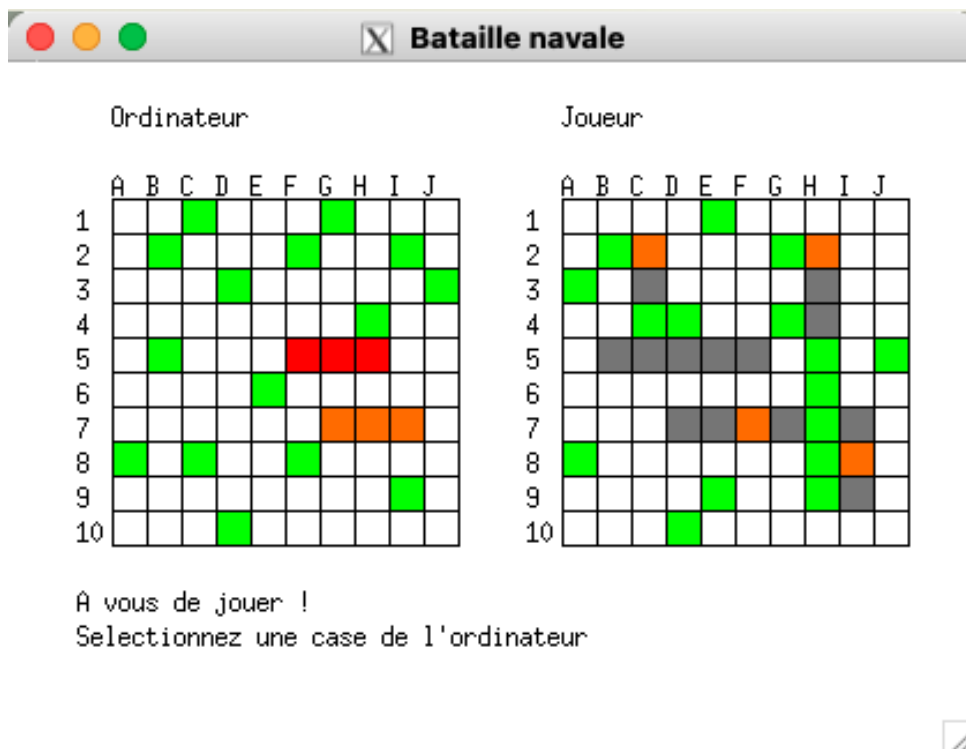 Bataille navale
Ordinateur Joueur
A B C D E F G H I J A B C D E F G H I J
1 1
2 2
3 3
4 4
5 5
6 6
7 7
8 8
9 9
10 10
A vous de jouer !
Selectionnez une case de l'ordinateur